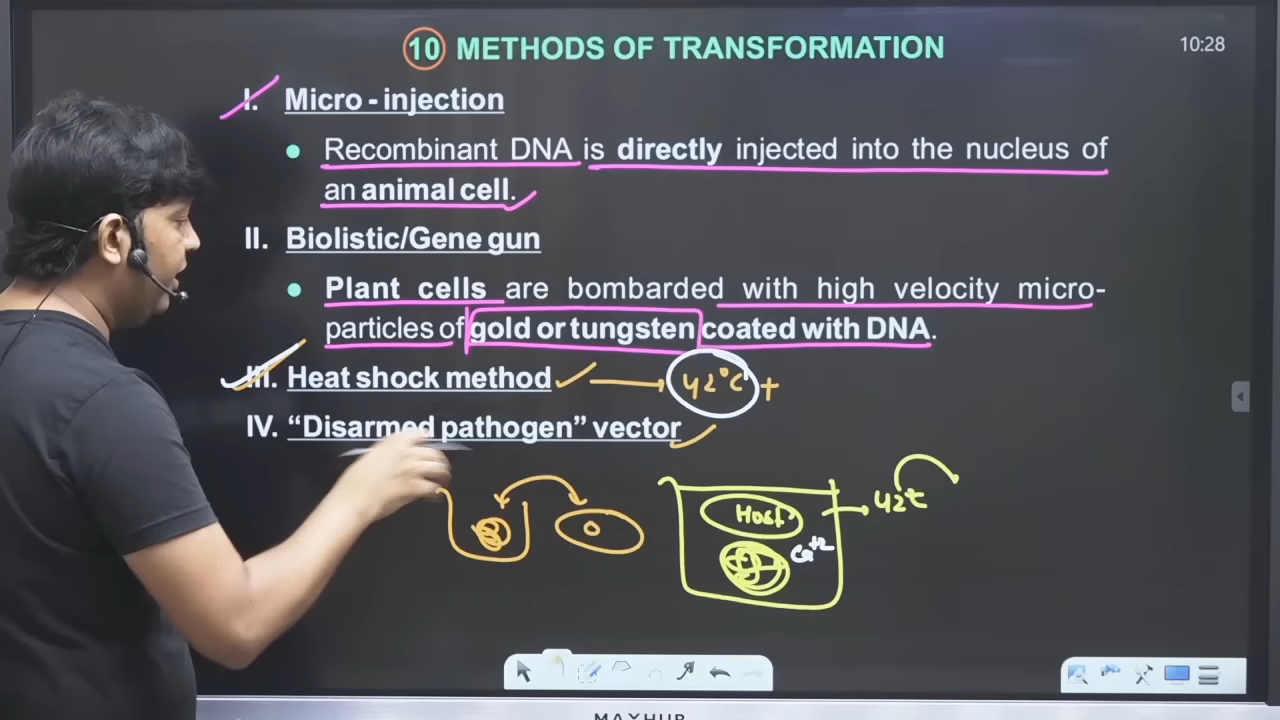 10 METHODS OF TRANSFORMATION
10:28
I. Micro - injection
Recombinant DNA is directly injected into the nucleus of
an animal cell.
II. Biolistic/Gene gun
Plant cells are bombarded with high velocity micro-
particles of gold or tungsten coated with DNA.
III. Heat shock method → 42°C +
IV. “Disarmed pathogen” vector
Host → 42°C
Ca+2
MAXHUB